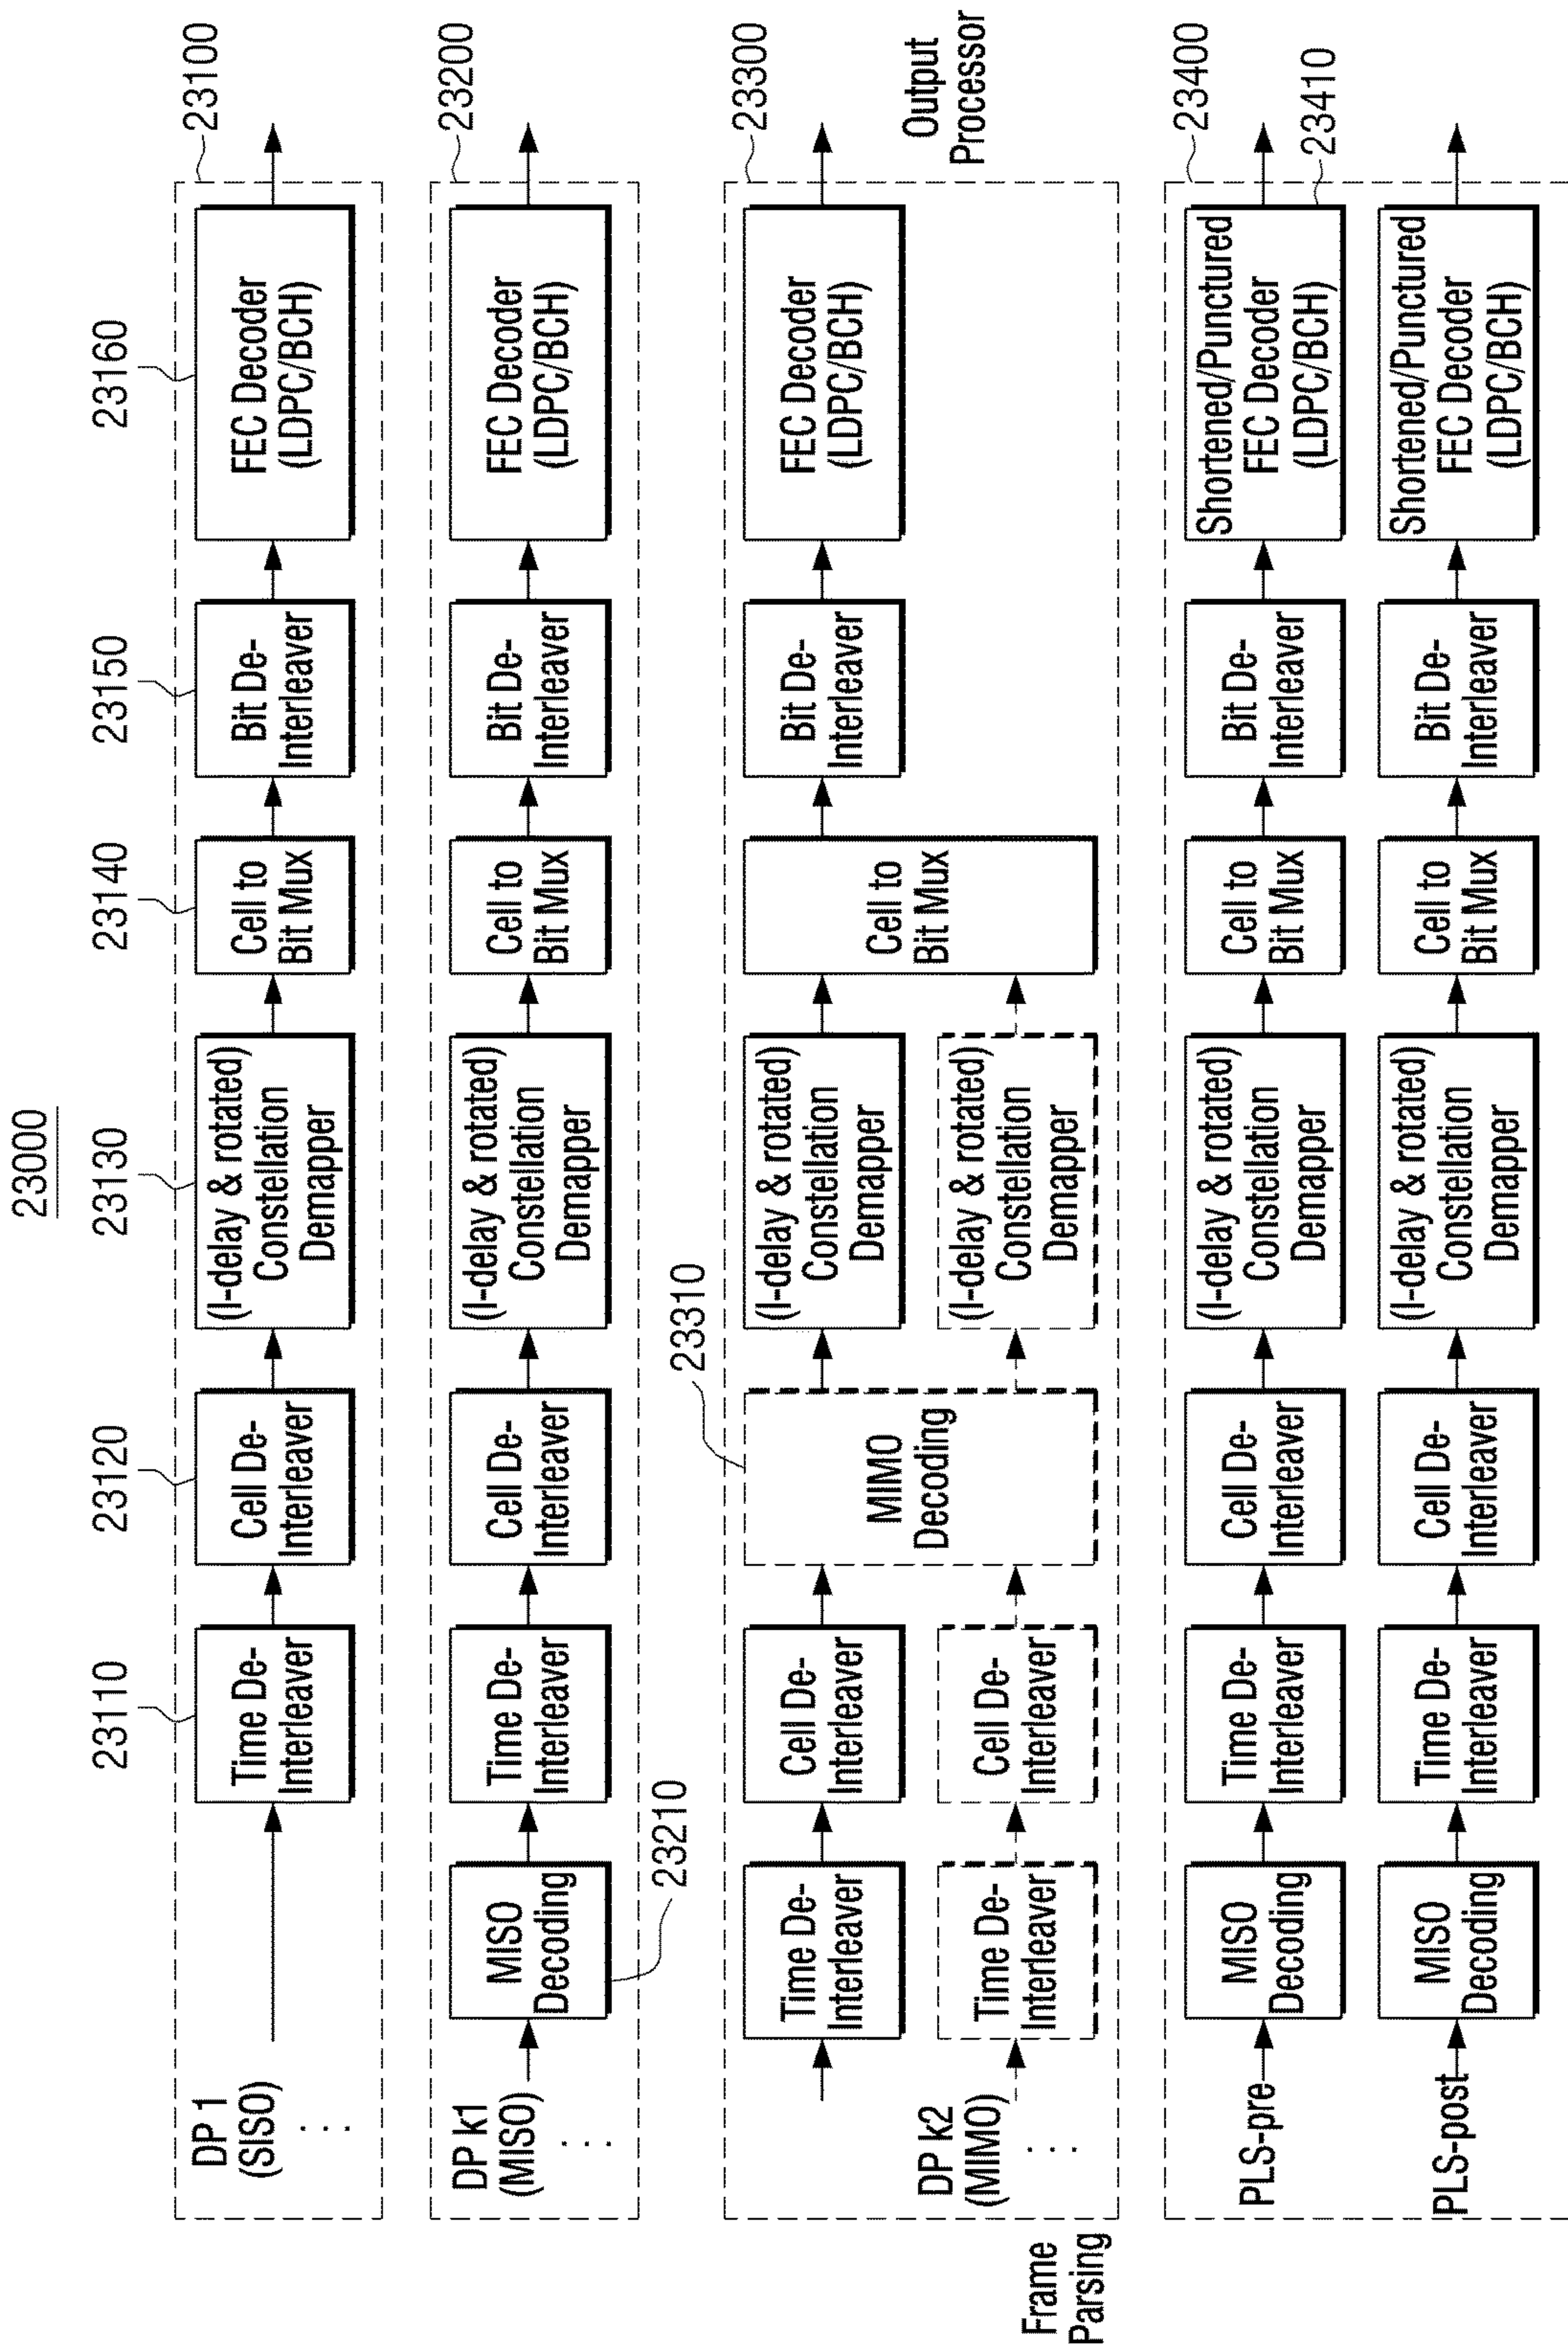 23000
23110
23120
23130
23140
23150
23160
23100
DP 1
(SISO)
Time De-
Interleaver
Cell De-
Interleaver
(I-delay & rotated)
Constellation
Demapper
Cell to
Bit Mux
Bit De-
Interleaver
FEC Decoder
(LDPC/BCH)
23200
DP k1
(MISO)
MISO
Decoding
23210
Time De-
Interleaver
Cell De-
Interleaver
(I-delay & rotated)
Constellation
Demapper
Cell to
Bit Mux
Bit De-
Interleaver
FEC Decoder
(LDPC/BCH)
23300
23310
Time De-
Interleaver
Cell De-
Interleaver
MIMO
Decoding
(I-delay & rotated)
Constellation
Demapper
Cell to
Bit Mux
Bit De-
Interleaver
FEC Decoder
(LDPC/BCH)
DP k2
(MIMO)
Time De-
Interleaver
Cell De-
Interleaver
(I-delay & rotated)
Constellation
Demapper
Output
Processor
Frame
Parsing
23400
PLS-pre
MISO
Decoding
Time De-
Interleaver
Cell De-
Interleaver
(I-delay & rotated)
Constellation
Demapper
Cell to
Bit Mux
Bit De-
Interleaver
Shortened/Punctured
FEC Decoder
(LDPC/BCH)
23410
PLS-post
MISO
Decoding
Time De-
Interleaver
Cell De-
Interleaver
(I-delay & rotated)
Constellation
Demapper
Cell to
Bit Mux
Bit De-
Interleaver
Shortened/Punctured
FEC Decoder
(LDPC/BCH)